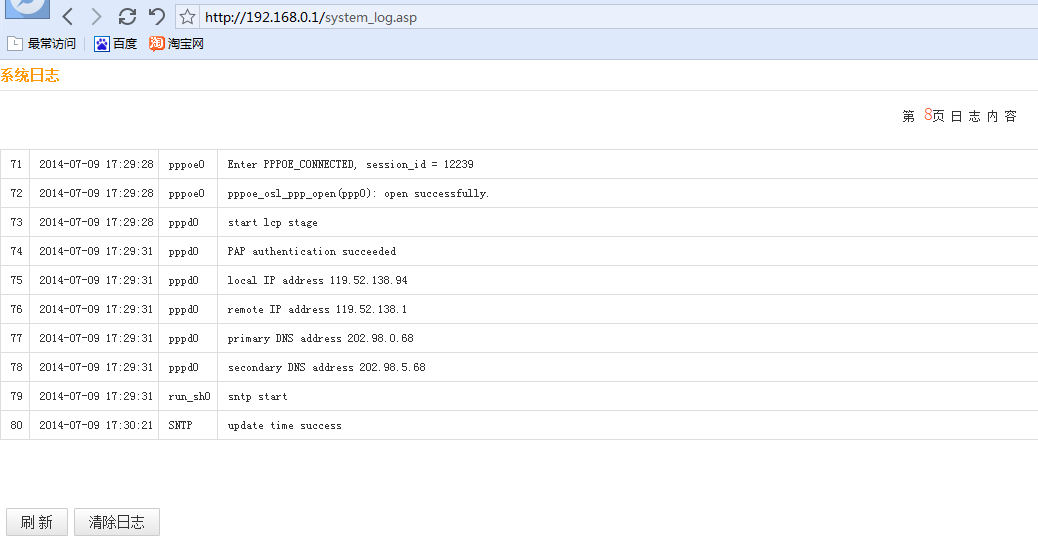 http://192.168.0.1/system_log.asp
最常访问 百度 淘宝网
系统日志
第 8页 日 志 内 容
71 2014-07-09 17:29:28 pppoe0 Enter PPPOE_CONNECTED, session_id = 12239
72 2014-07-09 17:29:28 pppoe0 pppoe_osl_ppp_open(ppp0): open successfully.
73 2014-07-09 17:29:28 pppd0 start lcp stage
74 2014-07-09 17:29:31 pppd0 PAP authentication succeeded
75 2014-07-09 17:29:31 pppd0 local IP address 119.52.138.94
76 2014-07-09 17:29:31 pppd0 remote IP address 119.52.138.1
77 2014-07-09 17:29:31 pppd0 primary DNS address 202.98.0.68
78 2014-07-09 17:29:31 pppd0 secondary DNS address 202.98.5.68
79 2014-07-09 17:29:31 run_sh0 sntp start
80 2014-07-09 17:30:21 SNTP update time success
刷 新 清除日志